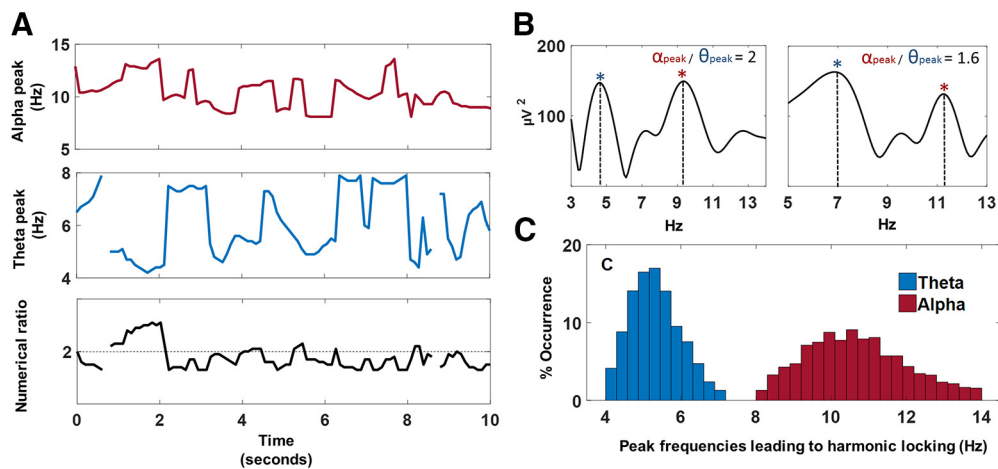 A
Alpha peak
(Hz)
15
10
5
Theta peak
(Hz)
8
6
4
Numerical ratio
2
0 2 4 6 8 10
Time
(seconds)
B
μV 2
200
100
αpeak / θpeak = 2
* *
3 5 7 9 11 13
Hz
αpeak / θpeak = 1.6
* *
5 7 9 11 13
Hz
C
C
% Occurrence
20
10
0
Theta
Alpha
4 6 8 10 12 14
Peak frequencies leading to harmonic locking (Hz)